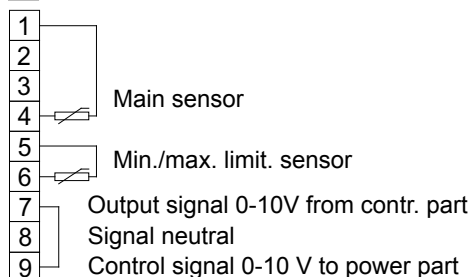 1
2
3
4
Main sensor
5
6
Min./max. limit. sensor
7 Output signal 0-10V from contr. part
8 Signal neutral
9 Control signal 0-10 V to power part